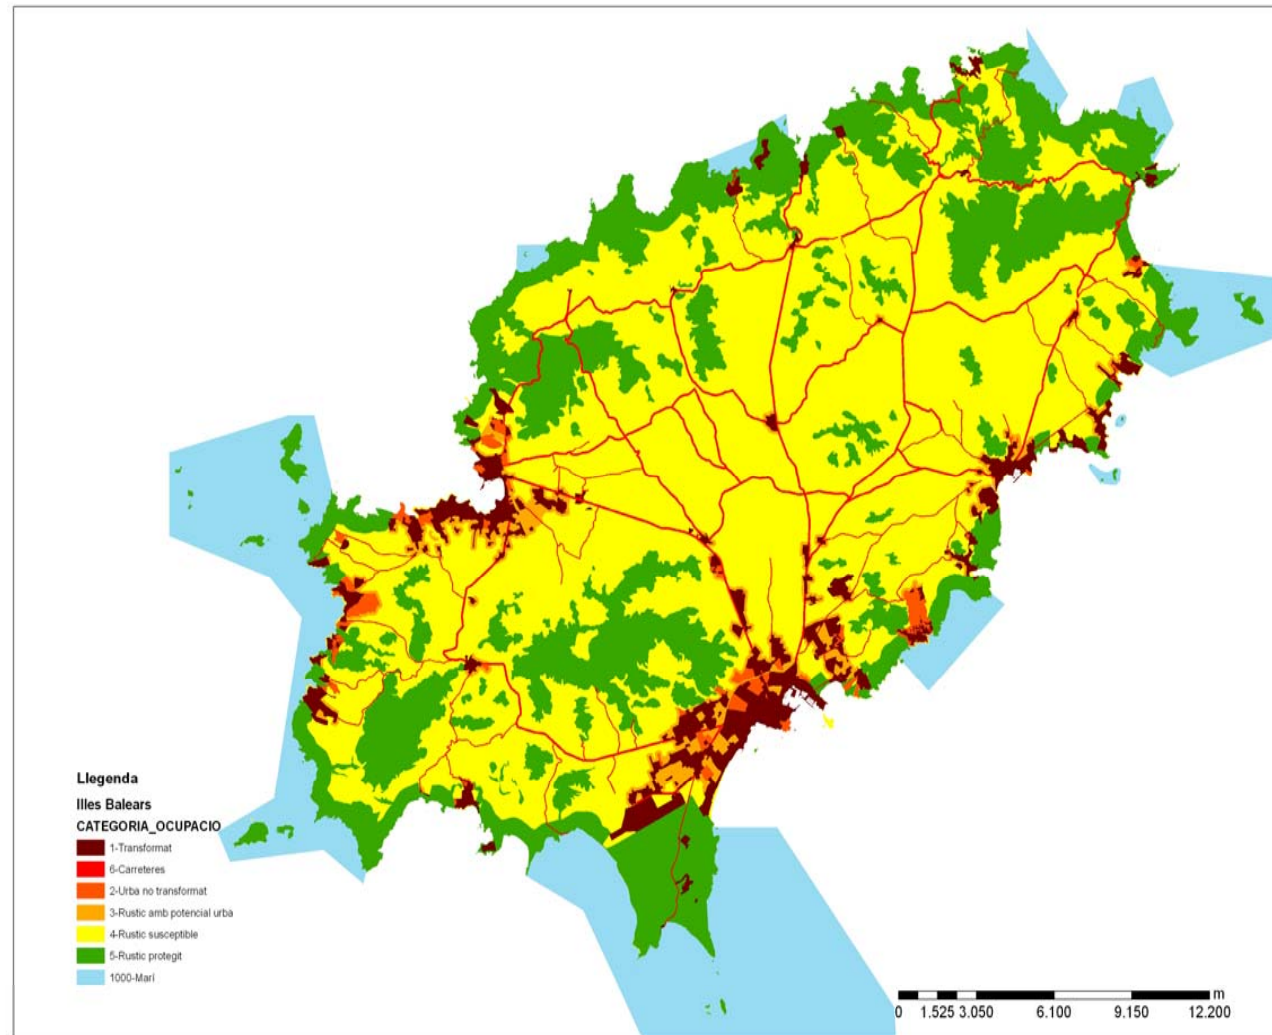 Llegenda
Illes Balears
CATEGORIA_OCUPACIO
1-Transformat
6-Carreteres
2-Urba no transformat
3-Rustic amb potencial urba
4-Rustic susceptible
5-Rustic protegit
1000-Marí
m
0 1.525 3.050 6.100 9.150 12.200